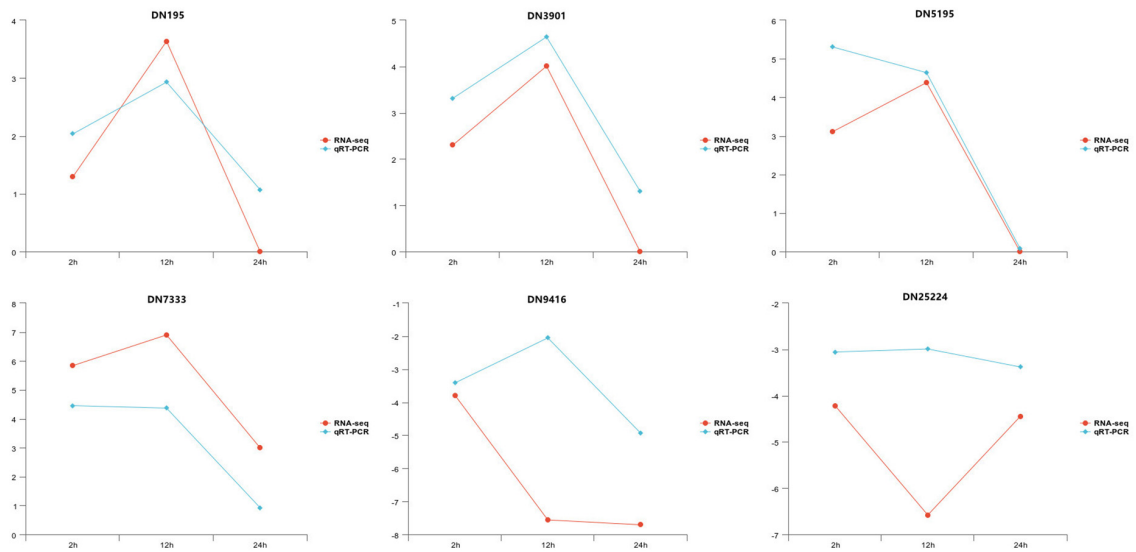 DN195
4
3
2
1
0
2h 12h 24h
RNA-seq
qRT-PCR
DN3901
5
4
3
2
1
0
2h 12h 24h
RNA-seq
qRT-PCR
DN5195
6
5
4
3
2
1
0
2h 12h 24h
RNA-seq
qRT-PCR
DN7333
8
7
6
5
4
3
2
1
0
2h 12h 24h
RNA-seq
qRT-PCR
DN9416
-1
-2
-3
-4
-5
-6
-7
-8
2h 12h 24h
RNA-seq
qRT-PCR
DN25224
-2
-3
-4
-5
-6
-7
2h 12h 24h
RNA-seq
qRT-PCR